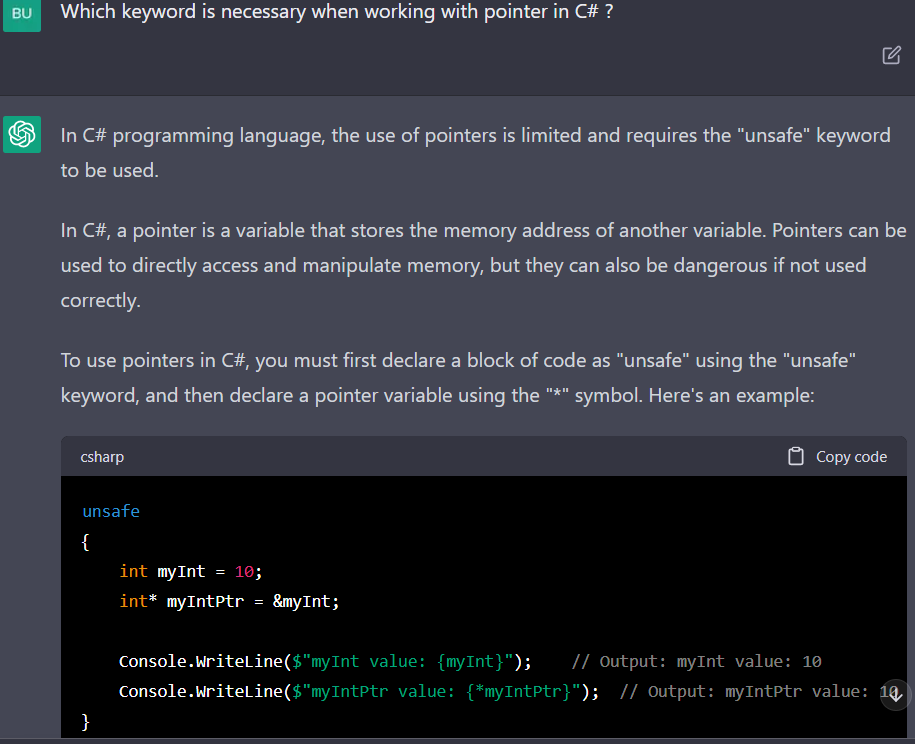 BU
Which keyword is necessary when working with pointer in C# ?
In C# programming language, the use of pointers is limited and requires the "unsafe" keyword
to be used.
In C#, a pointer is a variable that stores the memory address of another variable. Pointers can be
used to directly access and manipulate memory, but they can also be dangerous if not used
correctly.
To use pointers in C#, you must first declare a block of code as "unsafe" using the "unsafe"
keyword, and then declare a pointer variable using the "*" symbol. Here's an example:
csharp Copy code
unsafe
{
    int myInt = 10;
    int* myIntPtr = &myInt;
    Console.WriteLine($"myInt value: {myInt}");    // Output: myInt value: 10
    Console.WriteLine($"myIntPtr value: {*myIntPtr}");  // Output: myIntPtr value: 10
}